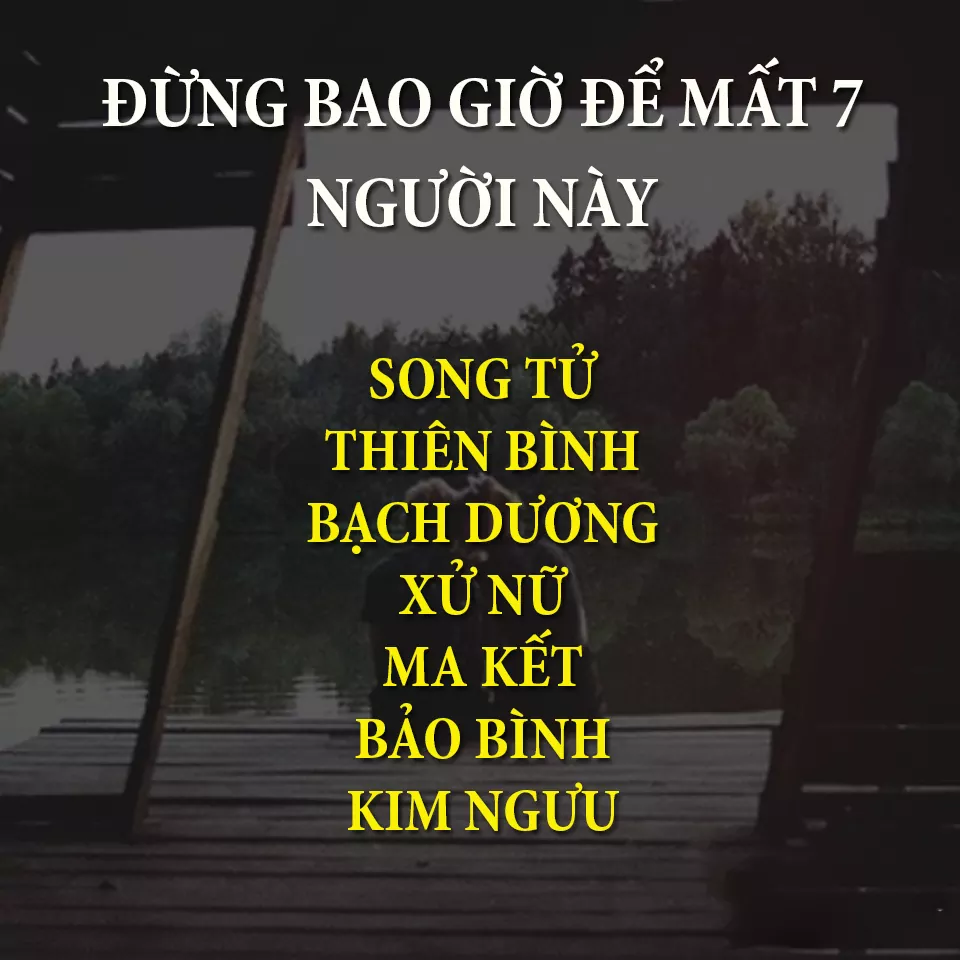 ĐỪNG BAO GIỜ ĐỂ MẤT 7
NGƯỜI NÀY
SONG TỬ
THIÊN BÌNH
BẠCH DƯƠNG
XỬ NỮ
MA KẾT
BẢO BÌNH
KIM NGƯU